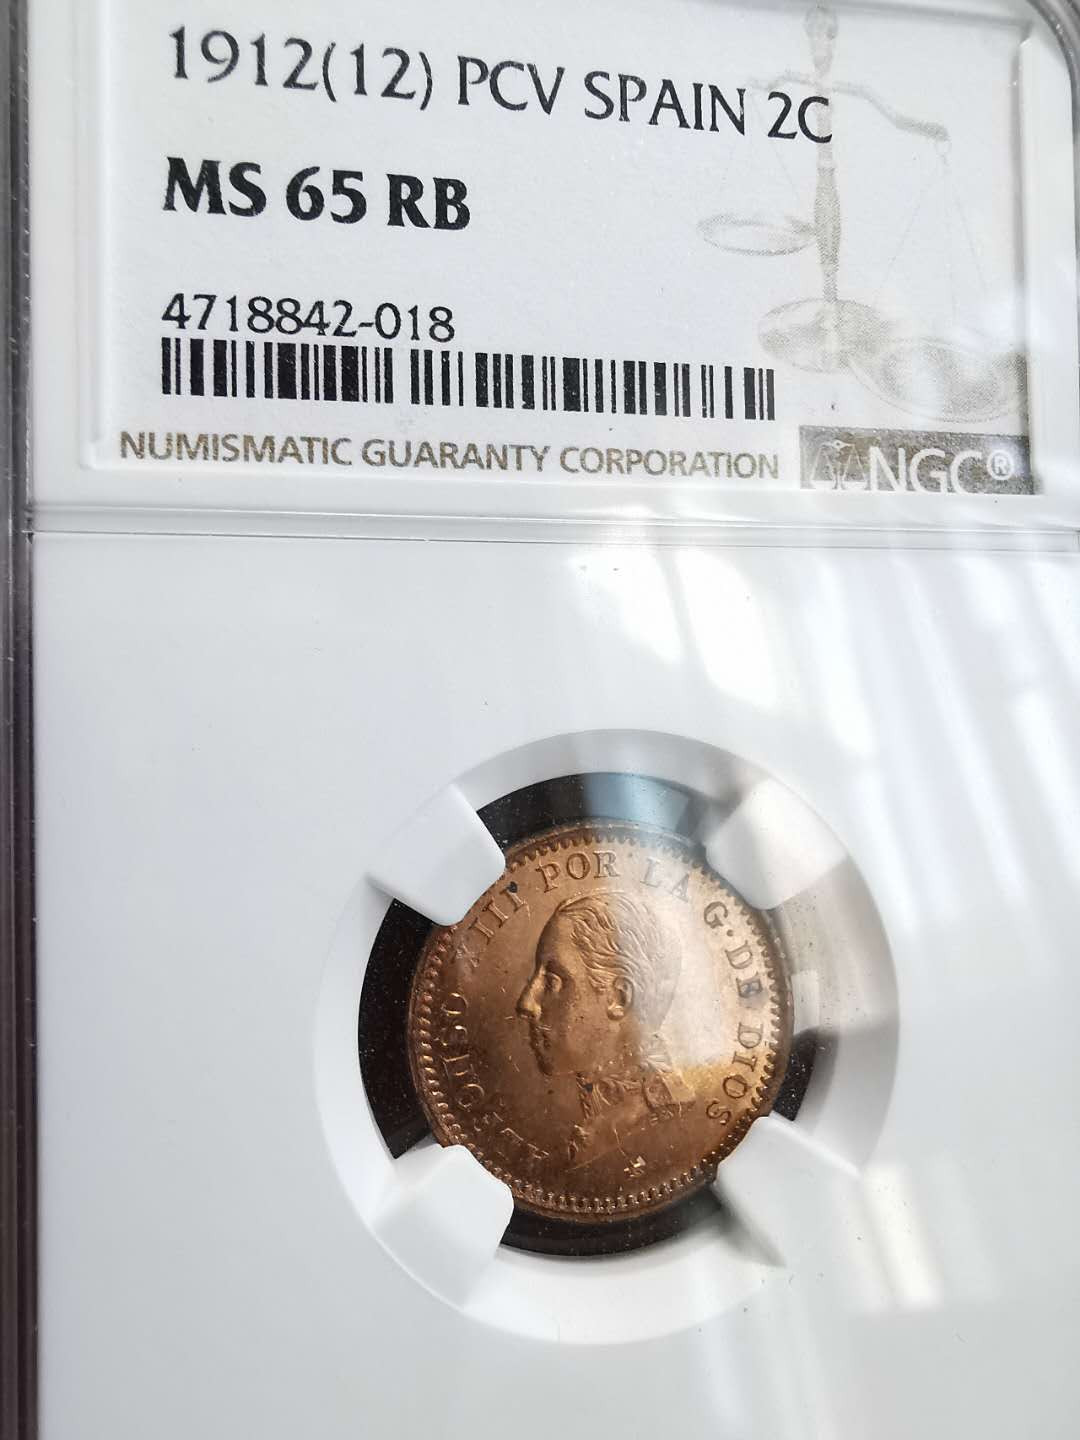 1912(12) PCV SPAIN 2C
MS 65 RB
4718842-018
NUMISMATIC GUARANTY CORPORATION NGC®
ALFONSO XIII POR LA G·DE DIOS